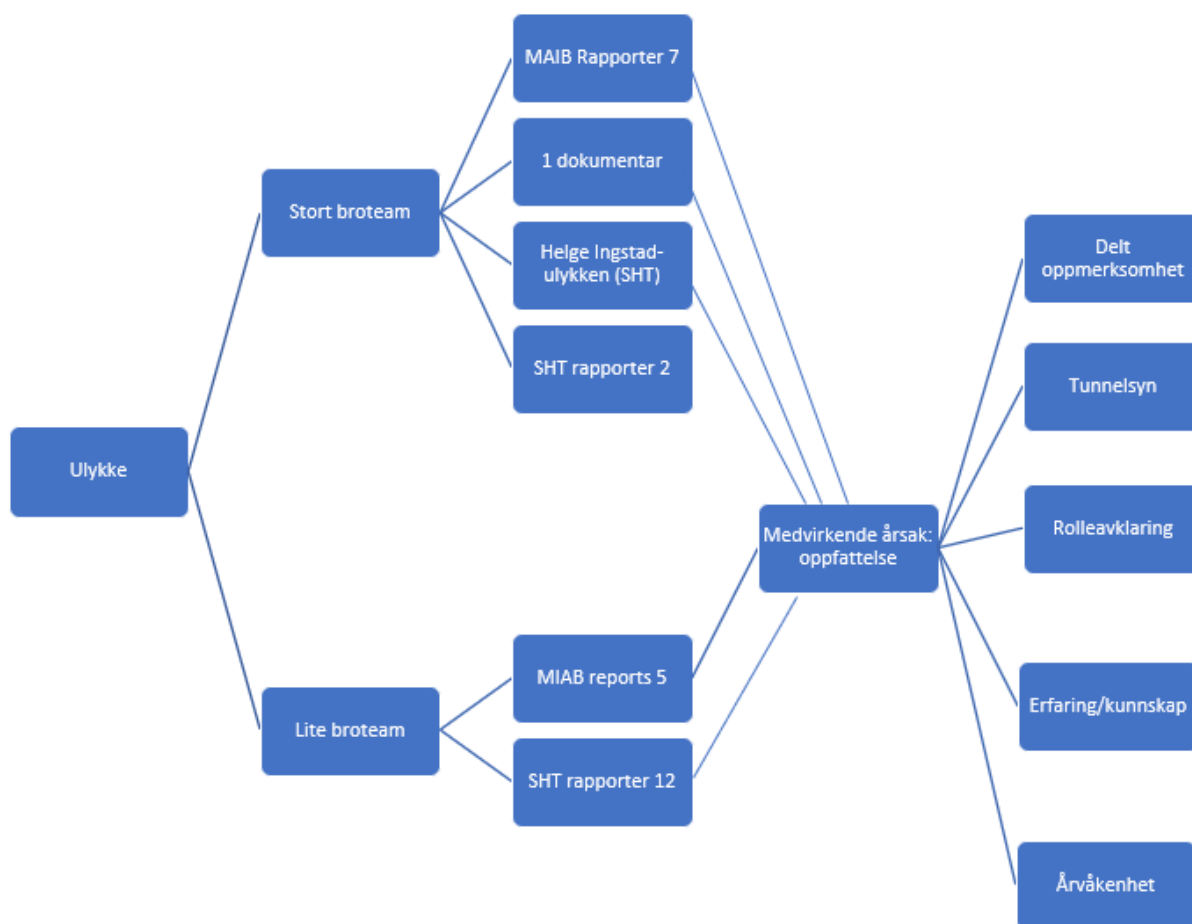 MAIB Rapporter 7
1 dokumentar
Stort broteam
Helge Ingstad-
ulykken (SHT)
SHT rapporter 2
Ulykke
Lite broteam
MIAB reports 5
SHT rapporter 12
Medvirkende årsak:
oppfattelse
Delt
oppmerksomhet
Tunnelsyn
Rolleavklaring
Erfaring/kunnskap
Årvåkenhet